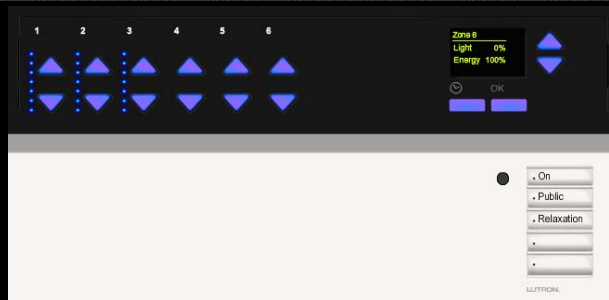 1 2 3 4 5 6
Zone 6
Light 0%
Energy 100%
OK
On
Public
Relaxation
LUTRON.